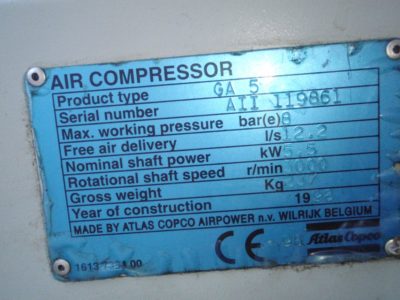 AIR COMPRESSOR
Product type GA 5
Serial number AII 119861
Max. working pressure bar(e) 8
Free air delivery l/s 12.2
Nominal shaft power kW 5.5
Rotational shaft speed r/min 3000
Gross weight Kg
Year of construction 19
MADE BY ATLAS COPCO AIRPOWER n.v. WILRIJK BELGIUM
CE Atlas Copco